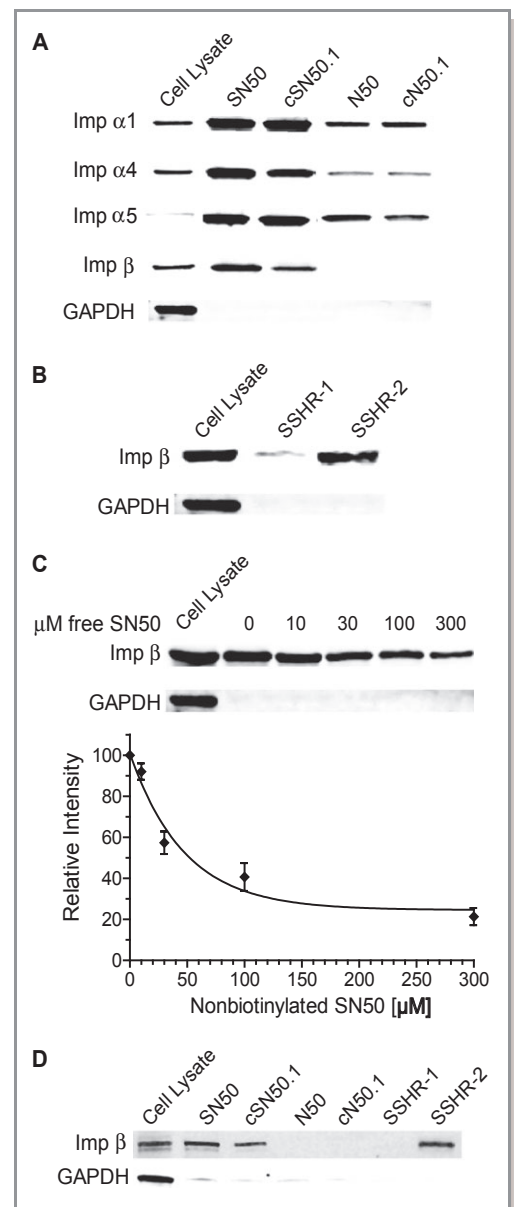 A
Cell Lysate SN50 cSN50.1 N50 cN50.1
Imp α1
Imp α4
Imp α5
Imp β
GAPDH
B
Cell Lysate SSHR-1 SSHR-2
Imp β
GAPDH
C
Cell Lysate
μM free SN50 0 10 30 100 300
Imp β
GAPDH
Relative Intensity
100
80
60
40
20
0
0 50 100 150 200 250 300
Nonbiotinylated SN50 [μM]
D
Cell Lysate SN50 cSN50.1 N50 cN50.1 SSHR-1 SSHR-2
Imp β
GAPDH